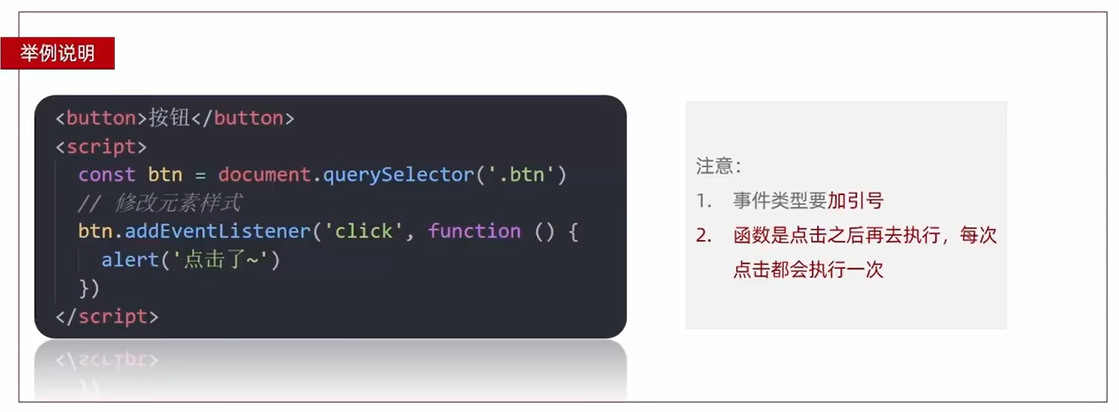 举例说明
<button>按钮</button>
<script>
const btn = document.querySelector('.btn')
// 修改元素样式
btn.addEventListener('click', function () {
alert('点击了~')
})
</script>
注意：
1. 事件类型要加引号
2. 函数是点击之后再去执行，每次
点击都会执行一次